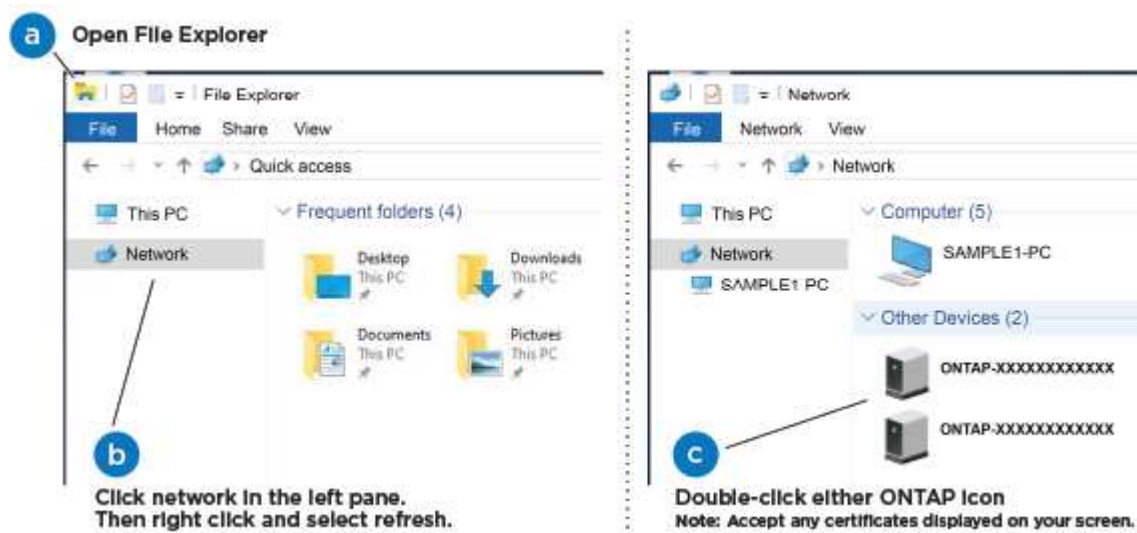 a
Open File Explorer
File Explorer
File Home Share View
Quick access
This PC
Frequent folders (4)
Network
Desktop
This PC
Downloads
This PC
Documents
This PC
Pictures
This PC
b
Click network in the left pane.
Then right click and select refresh.
Network
File Network View
Network
This PC
Computer (5)
Network
SAMPLE1-PC
SAMPLE1 PC
Other Devices (2)
ONTAP-XXXXXXXXXXXX
ONTAP-XXXXXXXXXXXX
c
Double-click either ONTAP icon
Note: Accept any certificates displayed on your screen.